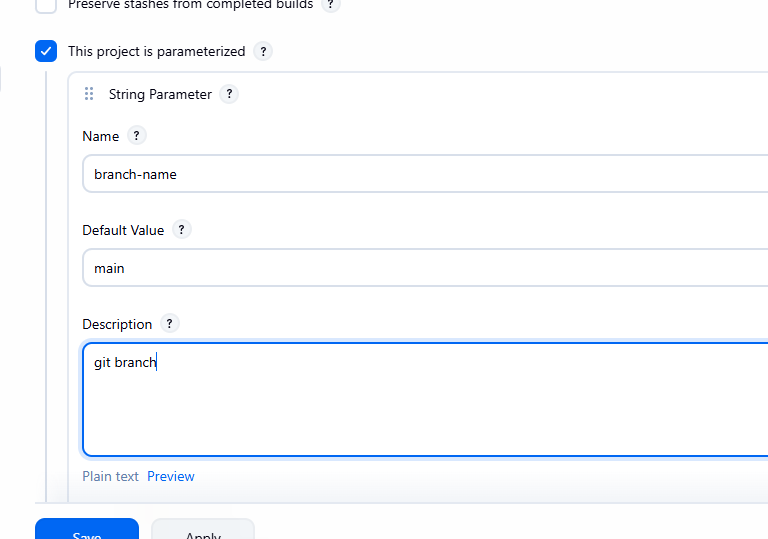 Preserve stashes from completed builds ?
This project is parameterized ?
String Parameter ?
Name ?
branch-name
Default Value ?
main
Description ?
git branch
Plain text Preview
Save Apply